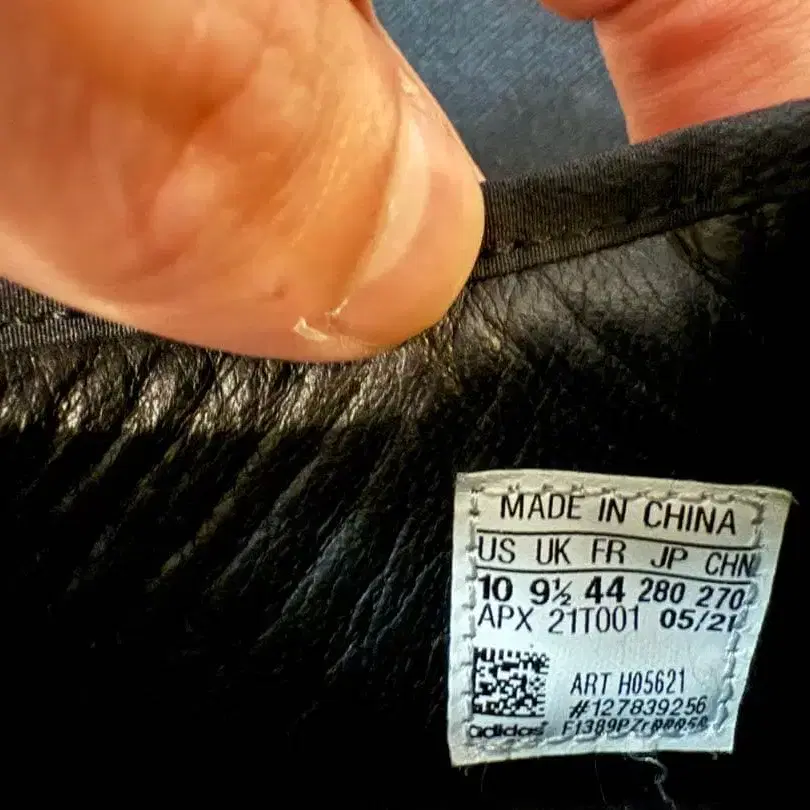 MADE IN CHINA
US UK FR JP CHN
10 9½ 44 280 270
APX 21T001 05/21
ART H05621
#127839256
adidas